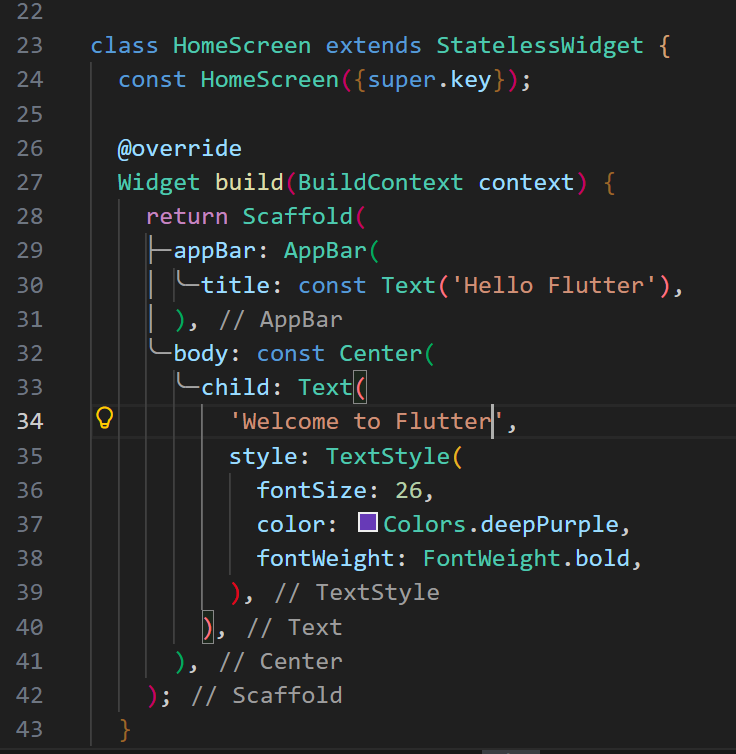 22
23 class HomeScreen extends StatelessWidget {
24   const HomeScreen({super.key});
25
26   @override
27   Widget build(BuildContext context) {
28     return Scaffold(
29       appBar: AppBar(
30         title: const Text('Hello Flutter'),
31       ), // AppBar
32       body: const Center(
33         child: Text(
34           'Welcome to Flutter',
35           style: TextStyle(
36             fontSize: 26,
37             color: Colors.deepPurple,
38             fontWeight: FontWeight.bold,
39           ), // TextStyle
40         ), // Text
41       ), // Center
42     ); // Scaffold
43   }